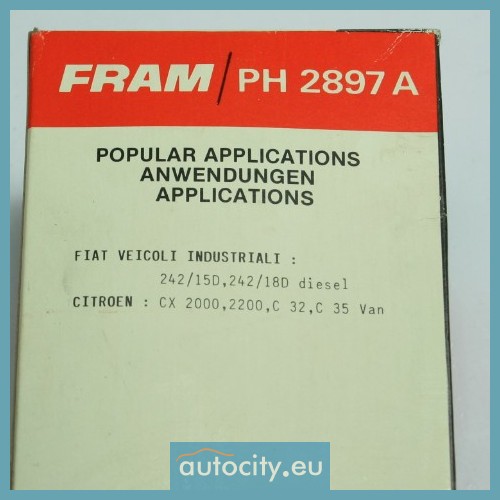 FRAM / PH 2897 A
POPULAR APPLICATIONS
ANWENDUNGEN
APPLICATIONS
FIAT VEICOLI INDUSTRIALI :
242/15D,242/18D diesel
CITROEN : CX 2000,2200,C 32,C 35 Van
autocity.eu